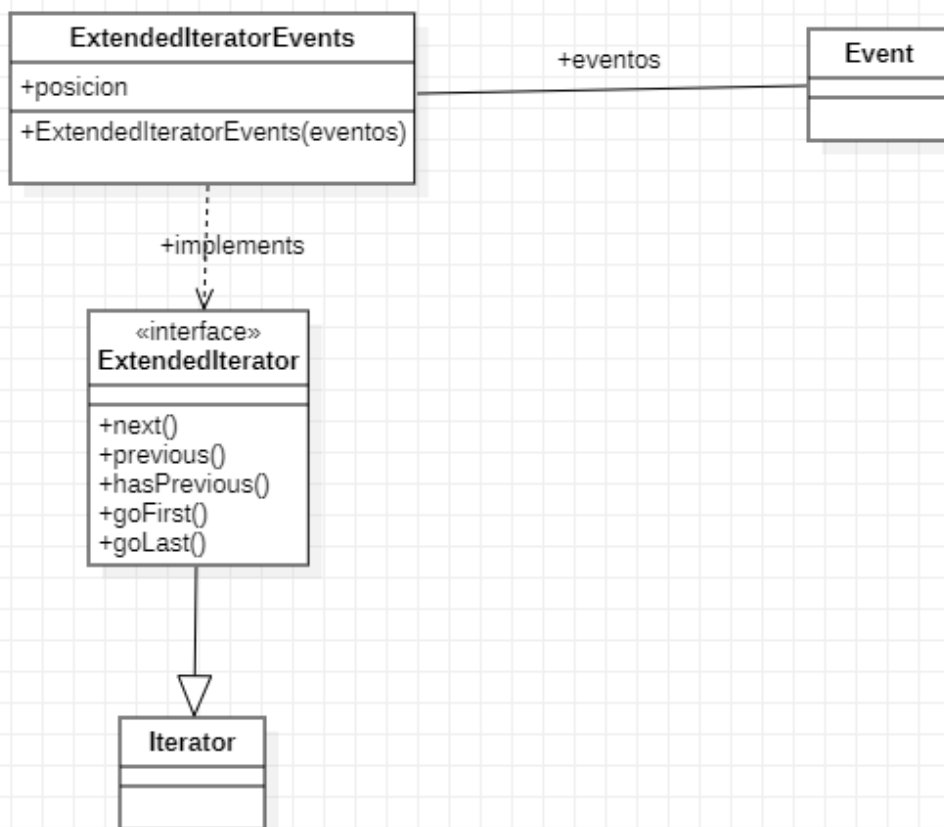 ExtendedIteratorEvents
+posicion
+ExtendedIteratorEvents(eventos)
+eventos
Event
+implements
«interface»
ExtendedIterator
+next()
+previous()
+hasPrevious()
+goFirst()
+goLast()
Iterator